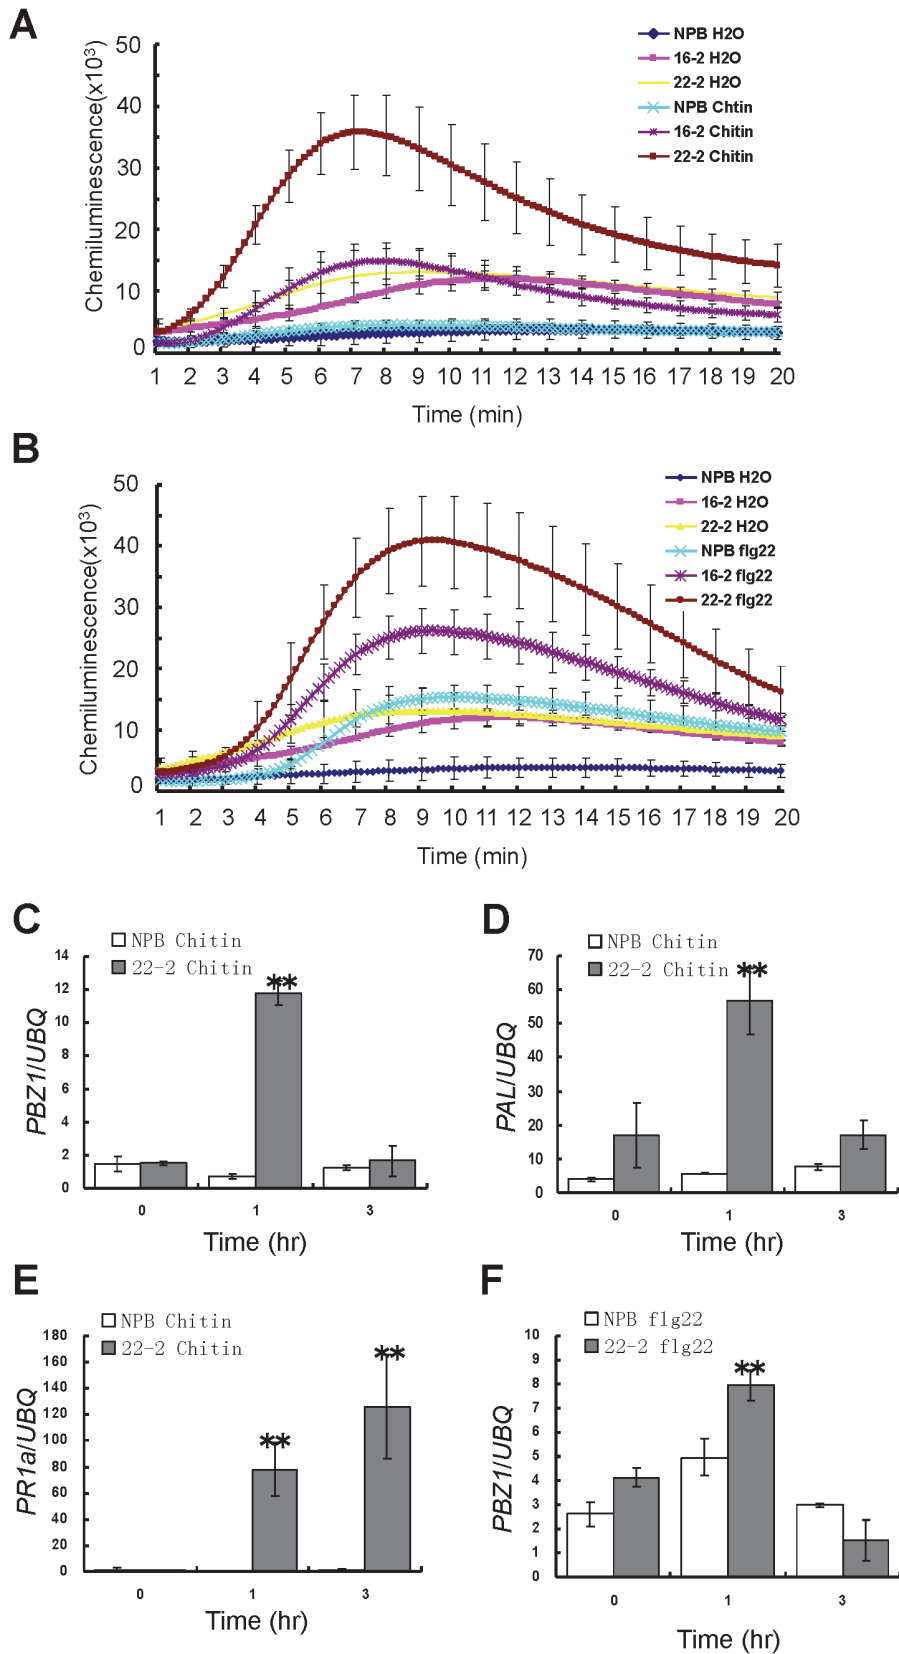 A
Chemiluminescence(x10³)
50
40
30
20
10
0
1 2 3 4 5 6 7 8 9 10 11 12 13 14 15 16 17 18 19 20
Time (min)
NPB H2O
16-2 H2O
22-2 H2O
NPB Chtin
16-2 Chitin
22-2 Chitin
B
Chemiluminescence(x10³)
50
40
30
20
10
0
1 2 3 4 5 6 7 8 9 10 11 12 13 14 15 16 17 18 19 20
Time (min)
NPB H2O
16-2 H2O
22-2 H2O
NPB flg22
16-2 flg22
22-2 flg22
C
NPB Chitin
22-2 Chitin
PBZ1/UBQ
14
12
10
8
6
4
2
0
**
0 1 3
Time (hr)
D
NPB Chitin
22-2 Chitin
PAL/UBQ
70
60
50
40
30
20
10
0
**
0 1 3
Time (hr)
E
NPB Chitin
22-2 Chitin
PR1a/UBQ
180
160
140
120
100
80
60
40
20
0
**
**
0 1 3
Time (hr)
F
NPB flg22
22-2 flg22
PBZ1/UBQ
10
9
8
7
6
5
4
3
2
1
0
**
0 1 3
Time (hr)